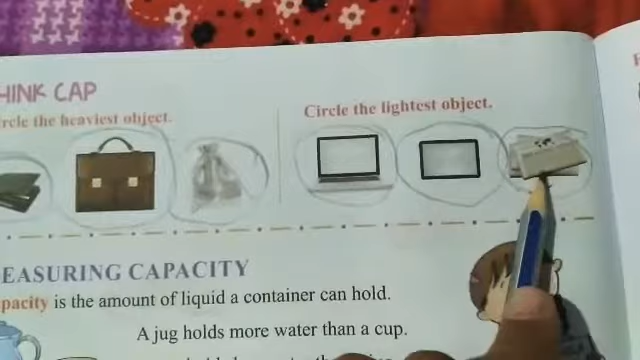 HINK CAP
rcle the heaviest object.
Circle the lightest object.
EASURING CAPACITY
pacity is the amount of liquid a container can hold.
A jug holds more water than a cup.